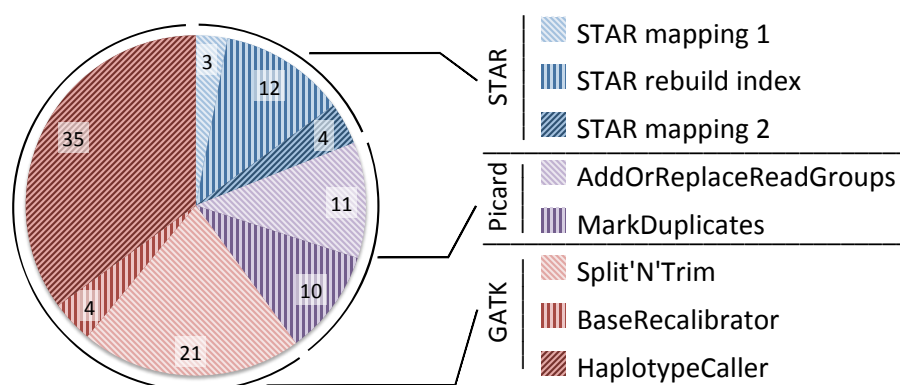 3
12
4
11
10
21
4
35
STAR
STAR mapping 1
STAR rebuild index
STAR mapping 2
Picard
AddOrReplaceReadGroups
MarkDuplicates
GATK
Split'N'Trim
BaseRecalibrator
HaplotypeCaller